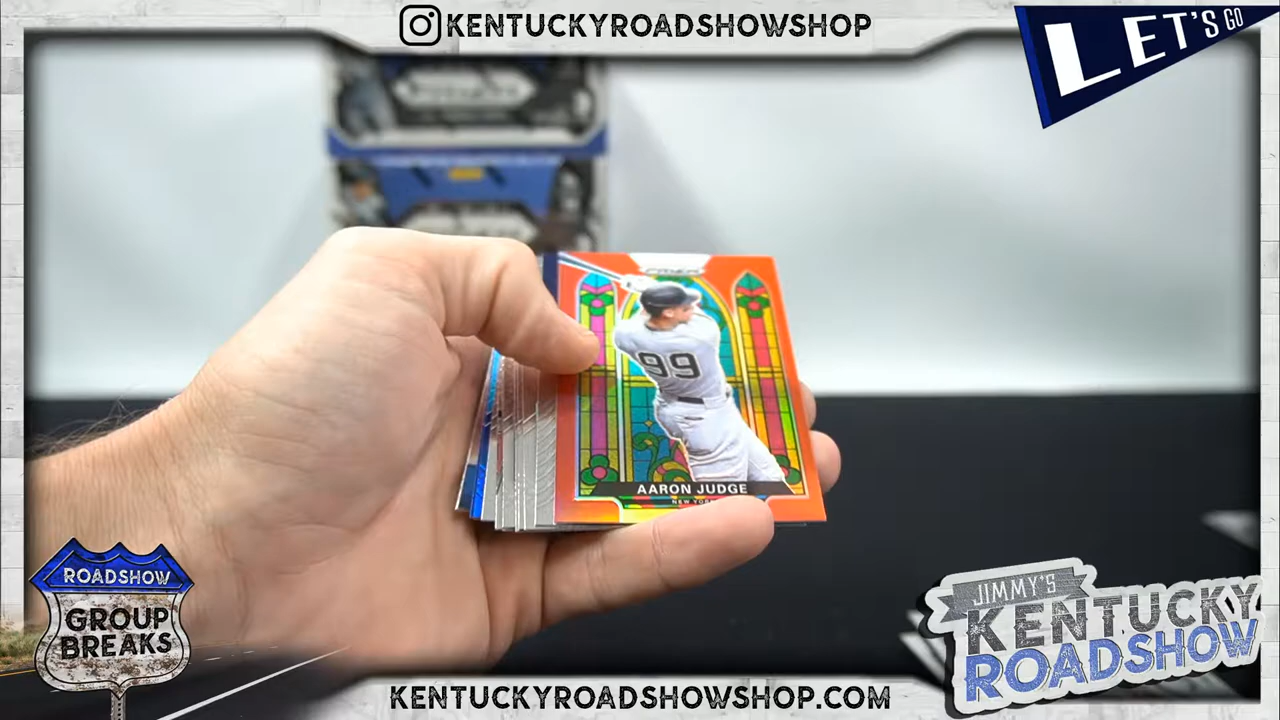 KENTUCKYROADSHOWSHOP
LET'S GO
PRIZM
99
AARON JUDGE
NEW YORK
ROADSHOW
GROUP
BREAKS
JIMMY'S
KENTUCKY
ROADSHOW
KENTUCKYROADSHOWSHOP.COM